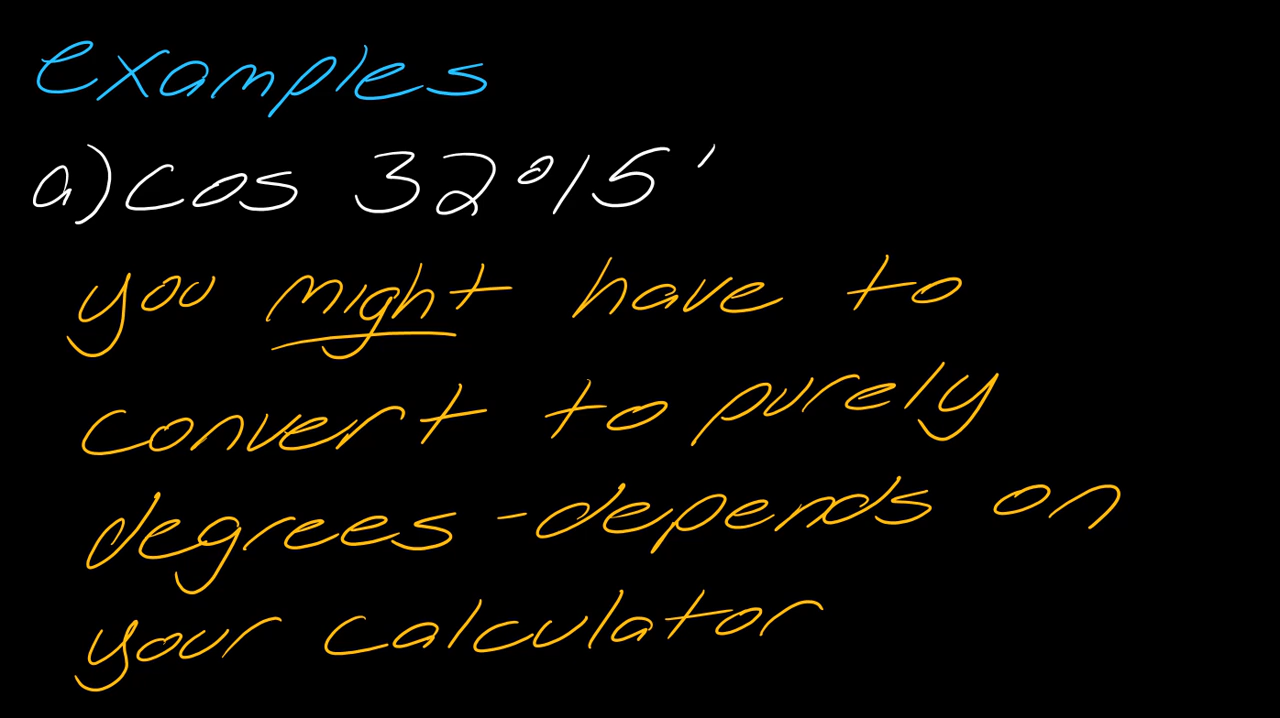 examples
a) cos 32°15'
you might have to
convert to purely
degrees - depends on
your calculator